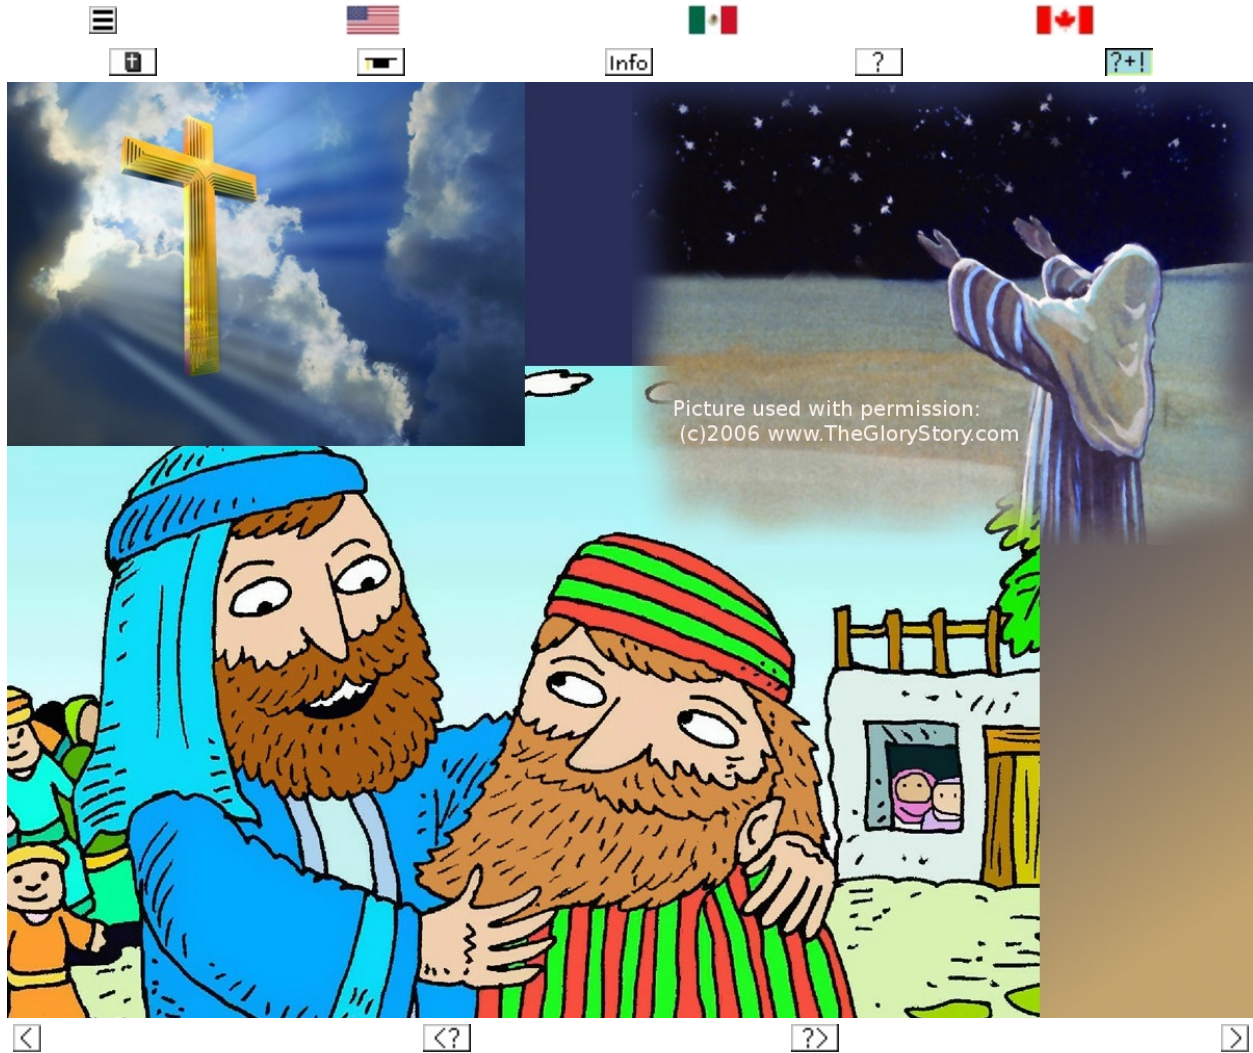 Info
?
?+!
Picture used with permission:
(c)2006 www.TheGloryStory.com
<
<?
?>
>